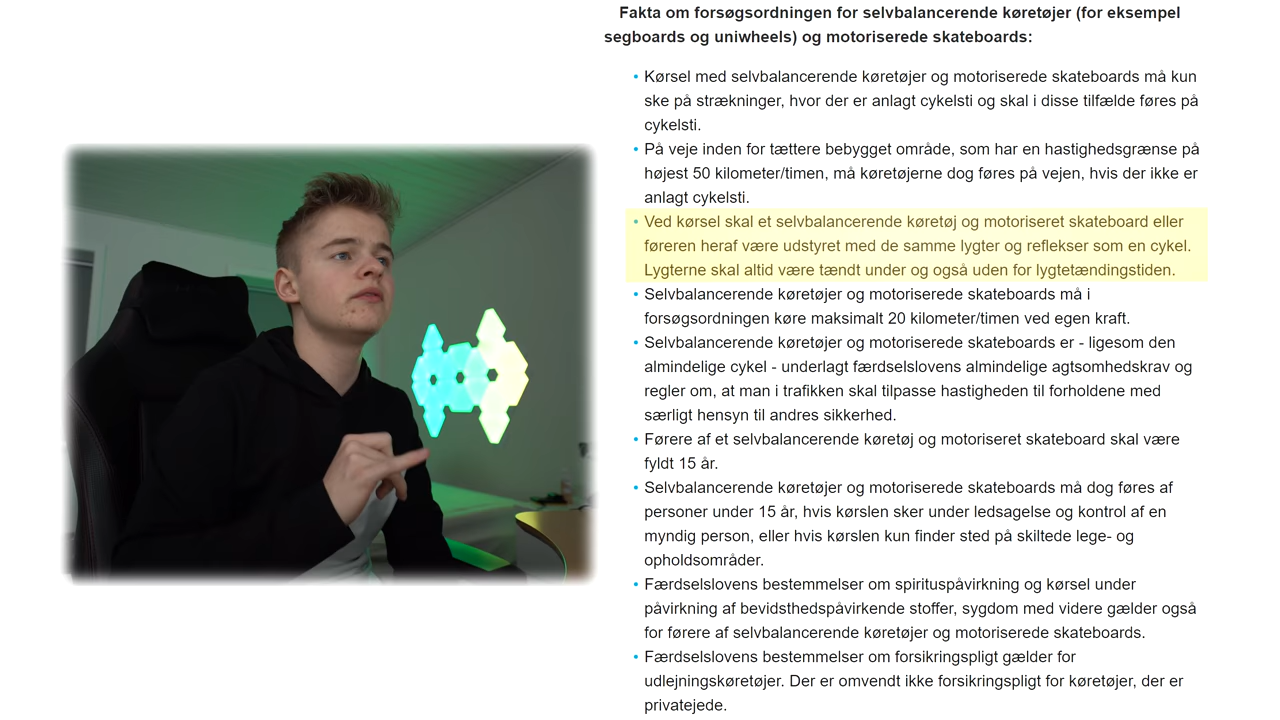 Fakta om forsøgsordningen for selvbalancerende køretøjer (for eksempel
segboards og uniwheels) og motoriserede skateboards:
• Kørsel med selvbalancerende køretøjer og motoriserede skateboards må kun
ske på strækninger, hvor der er anlagt cykelsti og skal i disse tilfælde føres på
cykelsti.
• På veje inden for tættere bebygget område, som har en hastighedsgrænse på
højest 50 kilometer/timen, må køretøjerne dog føres på vejen, hvis der ikke er
anlagt cykelsti.
• Ved kørsel skal et selvbalancerende køretøj og motoriseret skateboard eller
føreren heraf være udstyret med de samme lygter og reflekser som en cykel.
Lygterne skal altid være tændt under og også uden for lygtetændingstiden.
• Selvbalancerende køretøjer og motoriserede skateboards må i
forsøgsordningen køre maksimalt 20 kilometer/timen ved egen kraft.
• Selvbalancerende køretøjer og motoriserede skateboards er - ligesom den
almindelige cykel - underlagt færdselslovens almindelige agtsomhedskrav og
regler om, at man i trafikken skal tilpasse hastigheden til forholdene med
særligt hensyn til andres sikkerhed.
• Førere af et selvbalancerende køretøj og motoriseret skateboard skal være
fyldt 15 år.
• Selvbalancerende køretøjer og motoriserede skateboards må dog føres af
personer under 15 år, hvis kørslen sker under ledsagelse og kontrol af en
myndig person, eller hvis kørslen kun finder sted på skiltede lege- og
opholdsområder.
• Færdselslovens bestemmelser om spirituspåvirkning og kørsel under
påvirkning af bevidsthedspåvirkende stoffer, sygdom med videre gælder også
for førere af selvbalancerende køretøjer og motoriserede skateboards.
• Færdselslovens bestemmelser om forsikringspligt gælder for
udlejningskøretøjer. Der er omvendt ikke forsikringspligt for køretøjer, der er
privatejede.